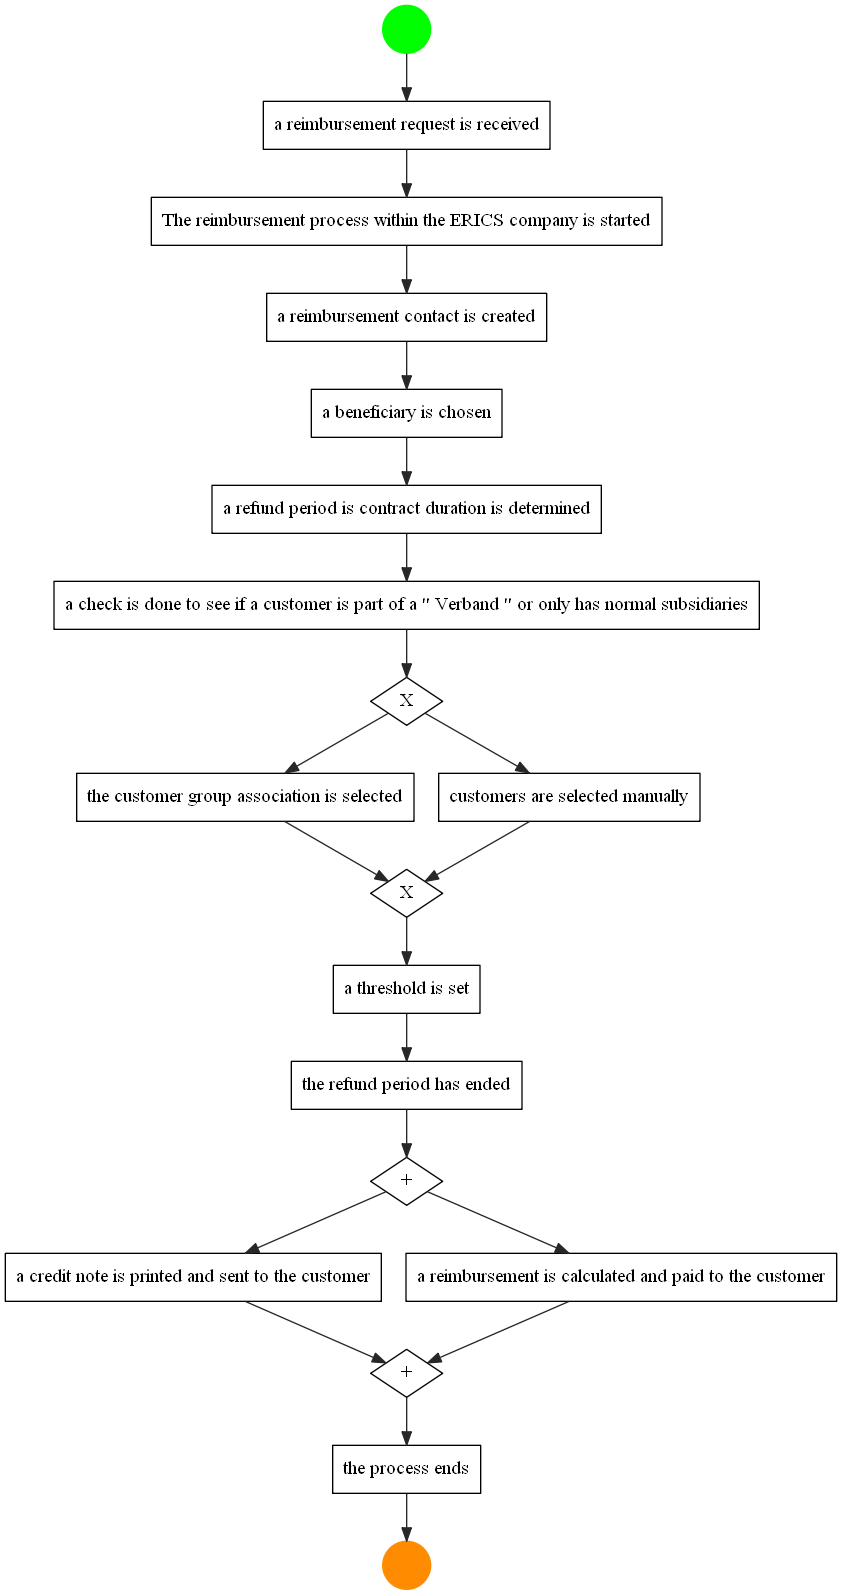 a reimbursement request is received
The reimbursement process within the ERICS company is started
a reimbursement contact is created
a beneficiary is chosen
a refund period is contract duration is determined
a check is done to see if a customer is part of a " Verband " or only has normal subsidiaries
X
the customer group association is selected
customers are selected manually
X
a threshold is set
the refund period has ended
+
a credit note is printed and sent to the customer
a reimbursement is calculated and paid to the customer
+
the process ends